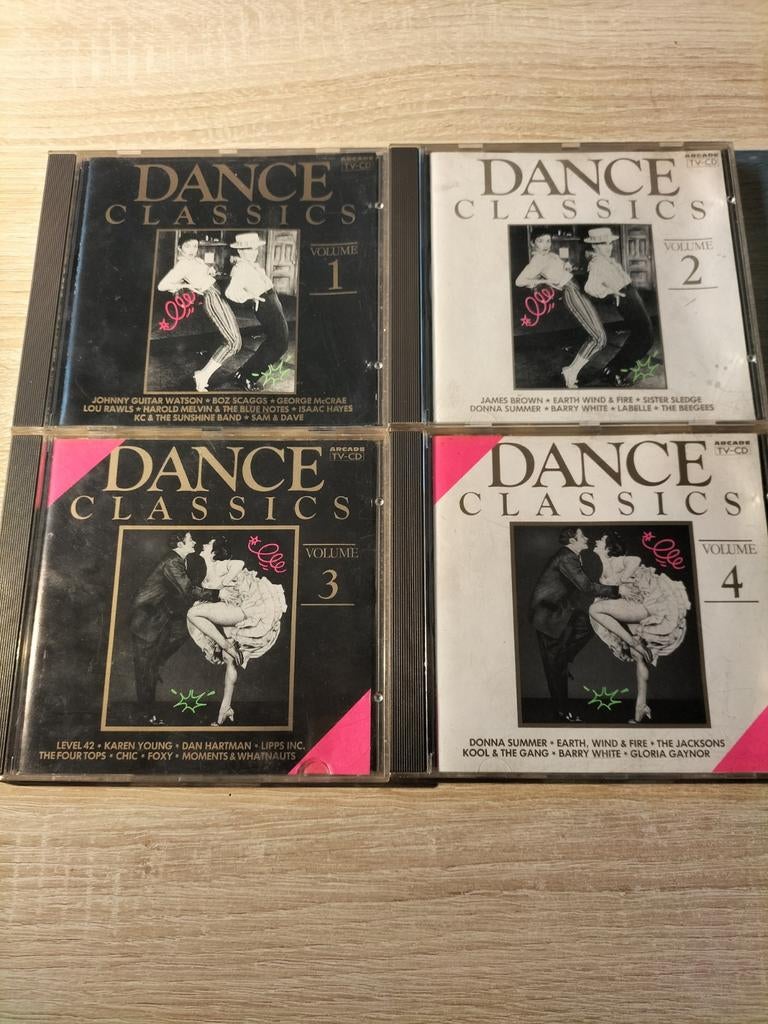 DANCE
ARCADE
TV-CD
CLASSICS
VOLUME
1
JOHNNY GUITAR WATSON ★ BOZ SCAGGS ★ GEORGE McCRAE
LOU RAWLS ★ HAROLD MELVIN & THE BLUE NOTES ★ ISAAC HAYES
KC & THE SUNSHINE BAND ★ SAM & DAVE
DANCE
ARCADE
TV-CD
CLASSICS
VOLUME
2
JAMES BROWN ★ EARTH WIND & FIRE ★ SISTER SLEDGE
DONNA SUMMER ★ BARRY WHITE ★ LABELLE ★ THE BEEGEES
DANCE
ARCADE
TV-CD
CLASSICS
VOLUME
3
LEVEL 42 • KAREN YOUNG • DAN HARTMAN • LIPPS INC.
THE FOUR TOPS • CHIC • FOXY • MOMENTS & WHATNAUTS
DANCE
ARCADE
TV-CD
CLASSICS
VOLUME
4
DONNA SUMMER • EARTH, WIND & FIRE • THE JACKSONS
KOOL & THE GANG • BARRY WHITE • GLORIA GAYNOR